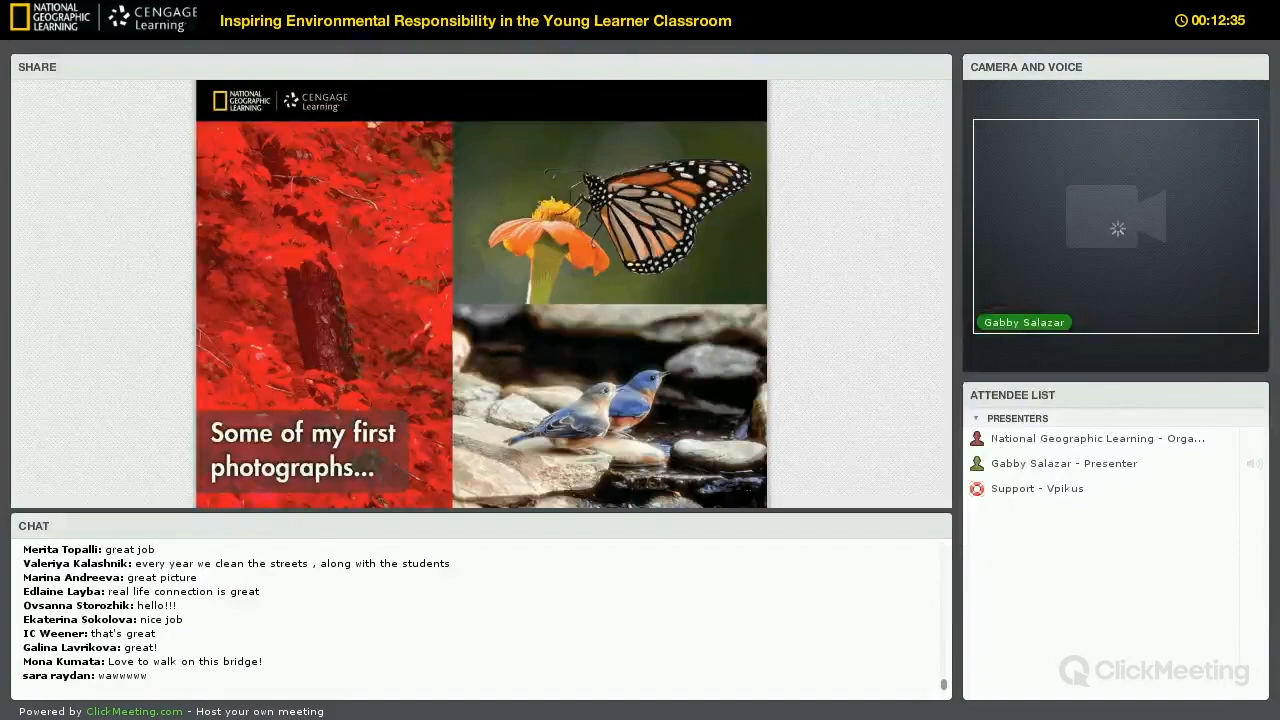 NATIONAL GEOGRAPHIC LEARNING
CENGAGE Learning
Inspiring Environmental Responsibility in the Young Learner Classroom
00:12:35
SHARE
NATIONAL GEOGRAPHIC LEARNING
CENGAGE Learning
Some of my first
photographs...
CAMERA AND VOICE
Gabby Salazar
ATTENDEE LIST
PRESENTERS
National Geographic Learning - Orga...
Gabby Salazar - Presenter
Support - Vpikus
CHAT
Merita Topalli: great job
Valeriya Kalashnik: every year we clean the streets , along with the students
Marina Andreeva: great picture
Edlaine Layba: real life connection is great
Ovsanna Storozhik: hello!!!
Ekaterina Sokolova: nice job
IC Weener: that's great
Galina Lavrikova: great!
Mona Kumata: Love to walk on this bridge!
sara raydan: wawwwww
ClickMeeting
Powered by ClickMeeting.com - Host your own meeting